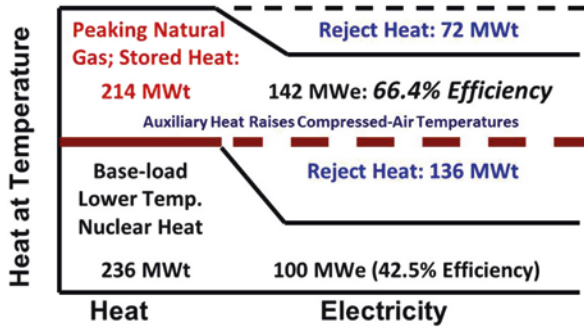 Heat at Temperature
Peaking Natural
Gas; Stored Heat:
214 MWt
Reject Heat: 72 MWt
142 MWe: 66.4% Efficiency
Auxiliary Heat Raises Compressed-Air Temperatures
Base-load
Lower Temp.
Nuclear Heat
236 MWt
Reject Heat: 136 MWt
100 MWe (42.5% Efficiency)
Heat
Electricity